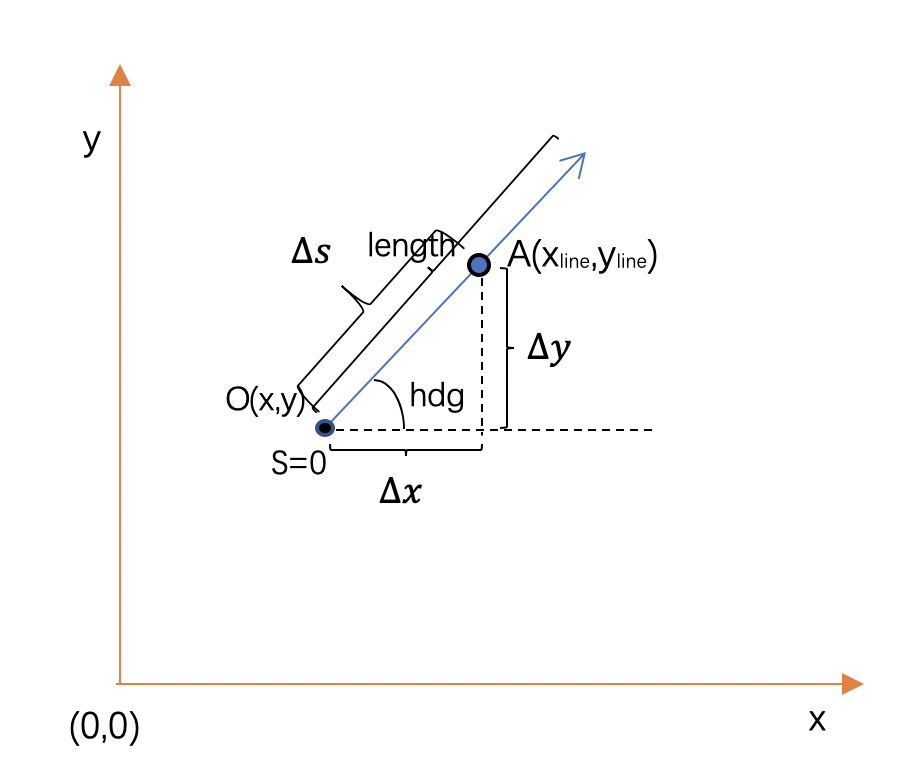 y
Δs
length
A(xline,yline)
Δy
O(x,y)
hdg
S=0
Δx
(0,0)
x